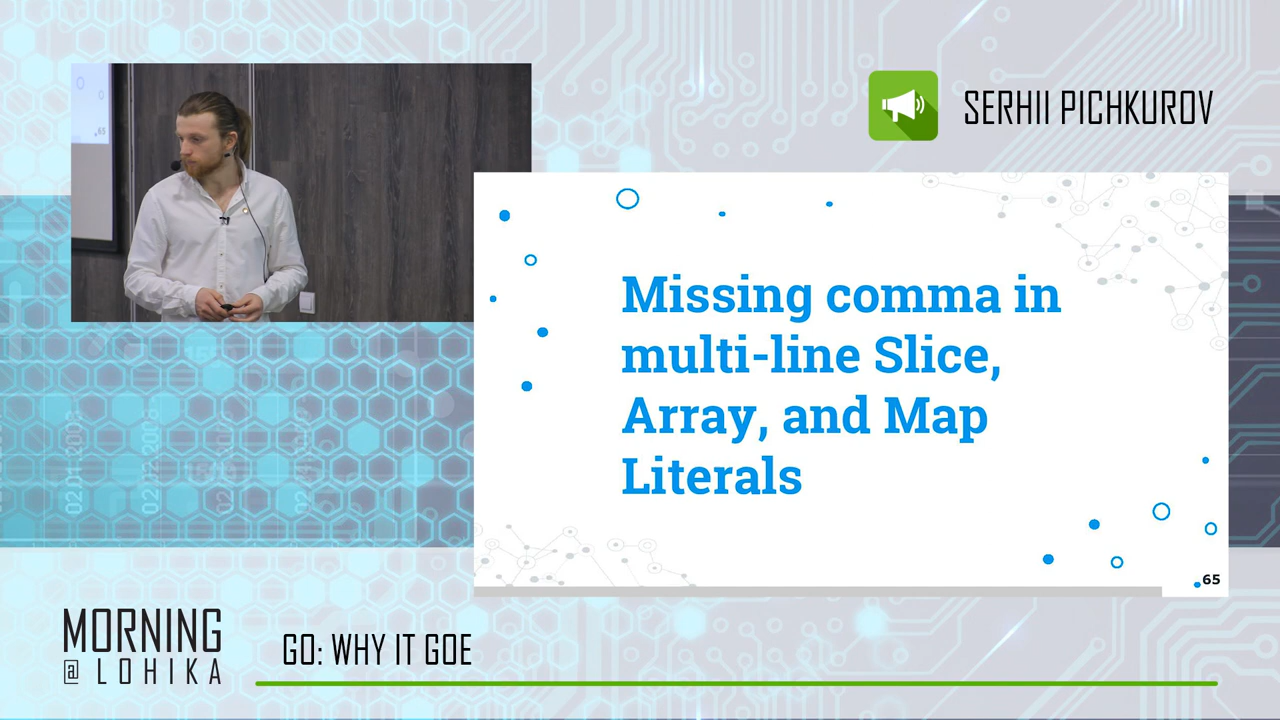 SERHII PICHKUROV
Missing comma in
multi-line Slice,
Array, and Map
Literals
65
MORNING
@ LOHIKA
GO: WHY IT GOE